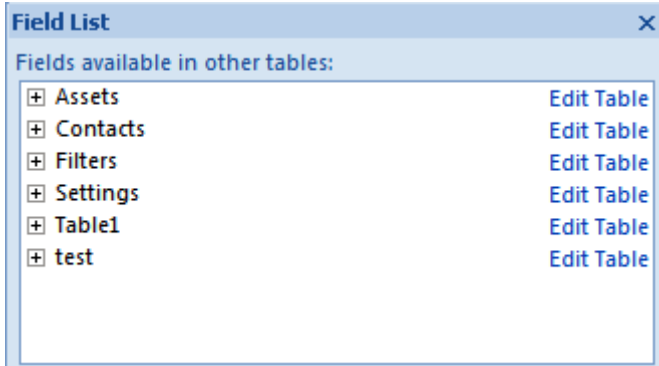 Field List
Fields available in other tables:
Assets Edit Table
Contacts Edit Table
Filters Edit Table
Settings Edit Table
Table1 Edit Table
test Edit Table